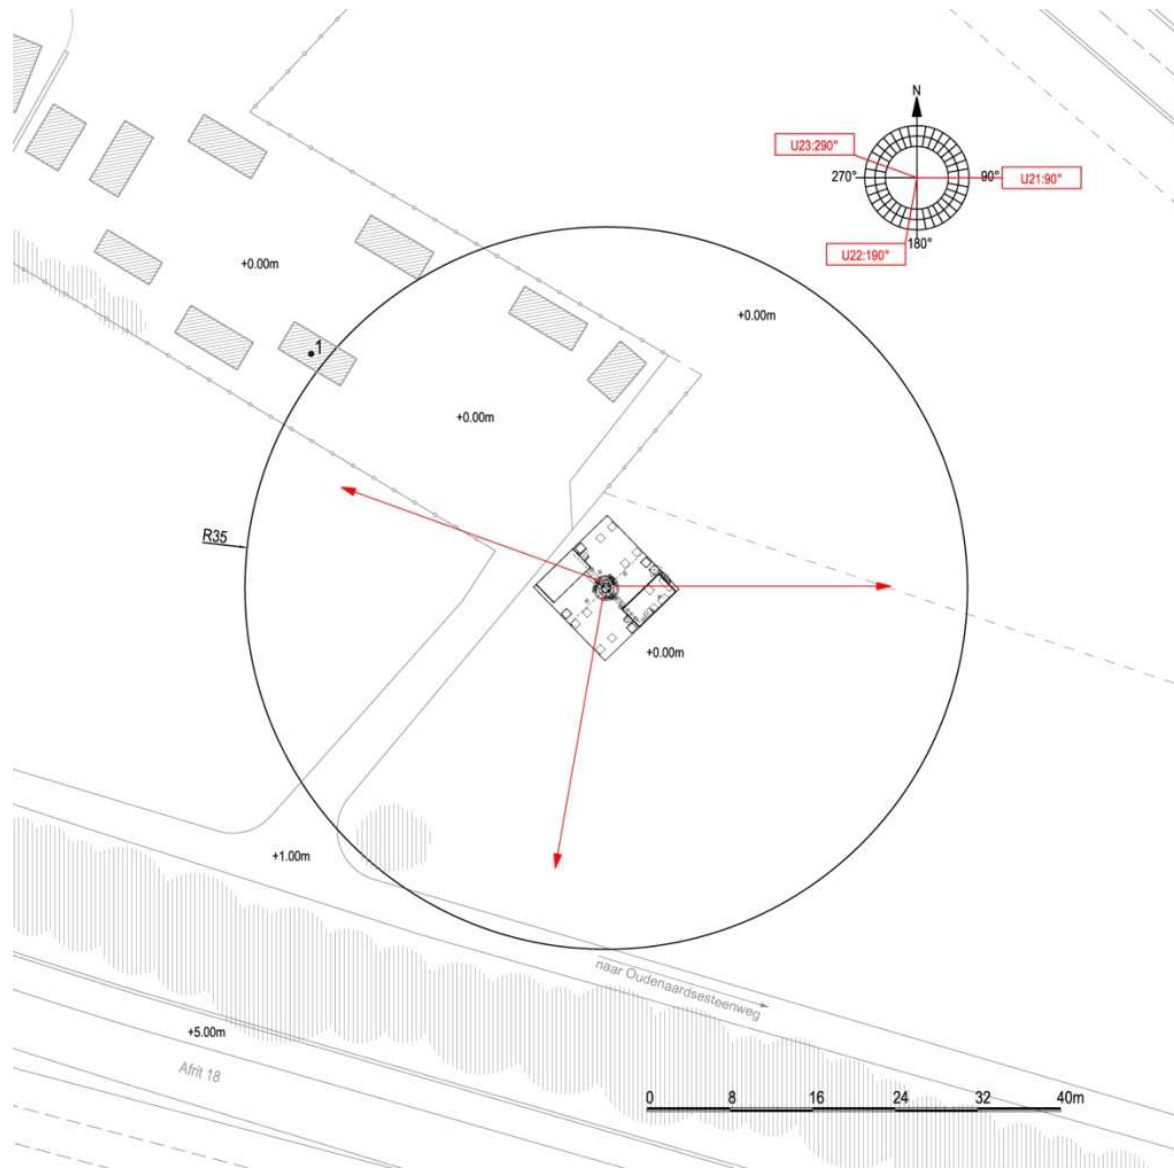 N
U23:290°
270°
90°
U21:90°
180°
U22:190°
+0.00m
+0.00m
1
+0.00m
R35
+0.00m
+1.00m
naar Oudenaardsesteenweg
+5.00m
Afrit 18
0 8 16 24 32 40m